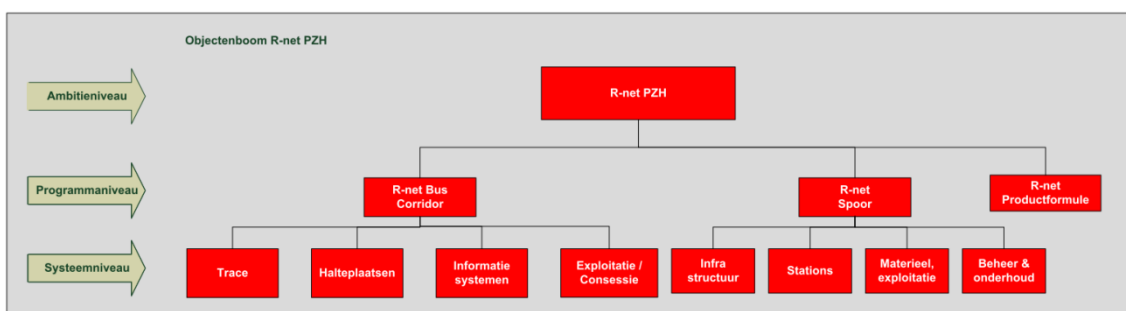 Objectenboom R-net PZH
Ambitieniveau
R-net PZH
Programmaniveau
R-net Bus
Corridor
R-net
Spoor
R-net
Productformule
Systeemniveau
Trace
Halteplaatsen
Informatie
systemen
Exploitatie /
Consessie
Infra
structuur
Stations
Materieel,
exploitatie
Beheer &
onderhoud